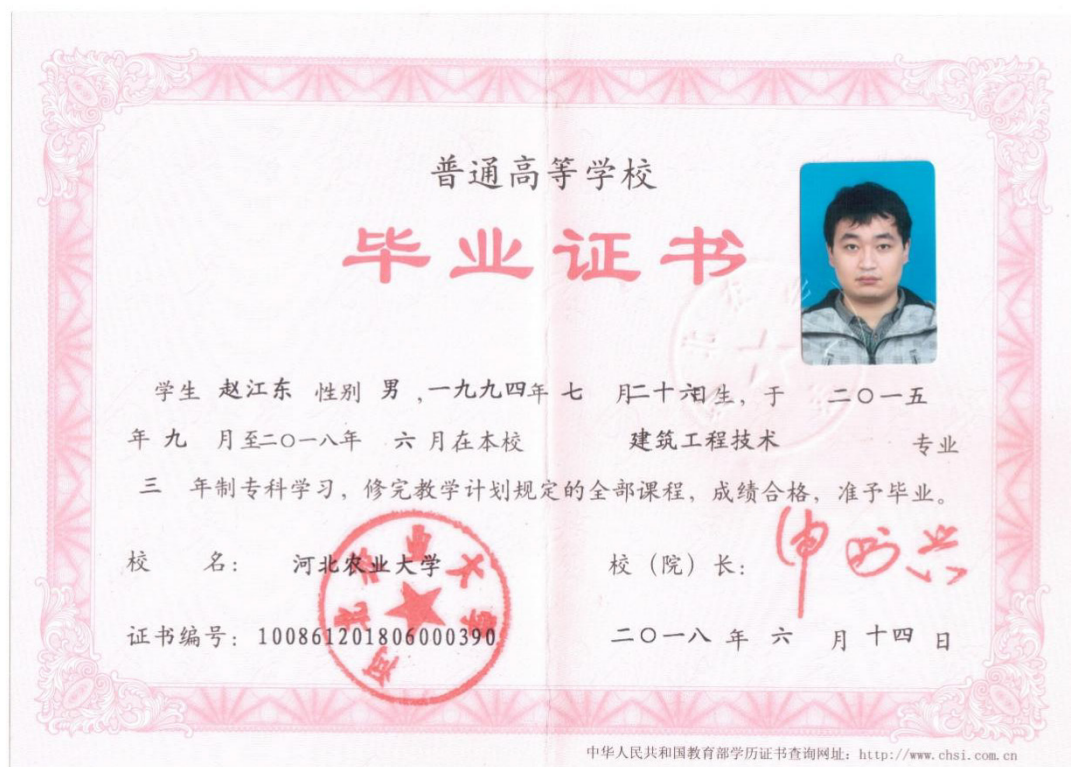 普通高等学校
毕业证书
学生 赵江东 性别 男 ,一九九四年 七 月二十六日生, 于 二〇一五
年 九 月至二〇一八年 六 月在本校 建筑工程技术 专业
三 年制专科学习, 修完教学计划规定的全部课程, 成绩合格, 准予毕业。
校 名: 河北农业大学 校 (院) 长:
河北农业大学
证书编号: 100861201806000390 二〇一八 年 六 月 十四 日
中华人民共和国教育部学历证书查询网址: http://www.chsi.com.cn